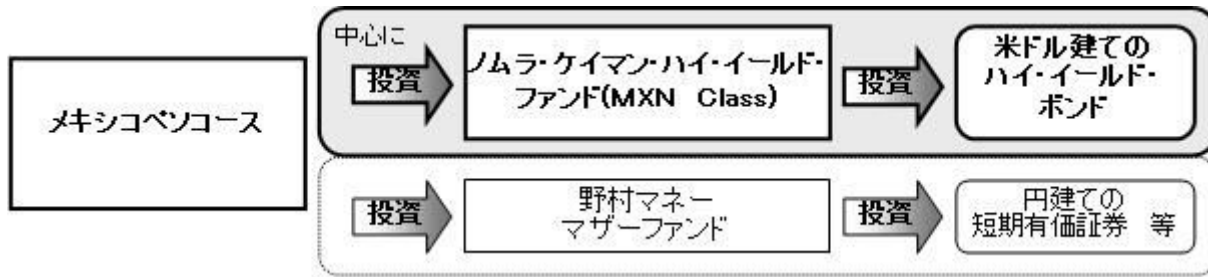 メキシコペソコース
中心に
投資
ノムラ・ケイマン・ハイ・イールド・
ファンド(MXN Class)
投資
米ドル建ての
ハイ・イールド・
ボンド
投資
野村マネー
マザーファンド
投資
円建ての
短期有価証券 等